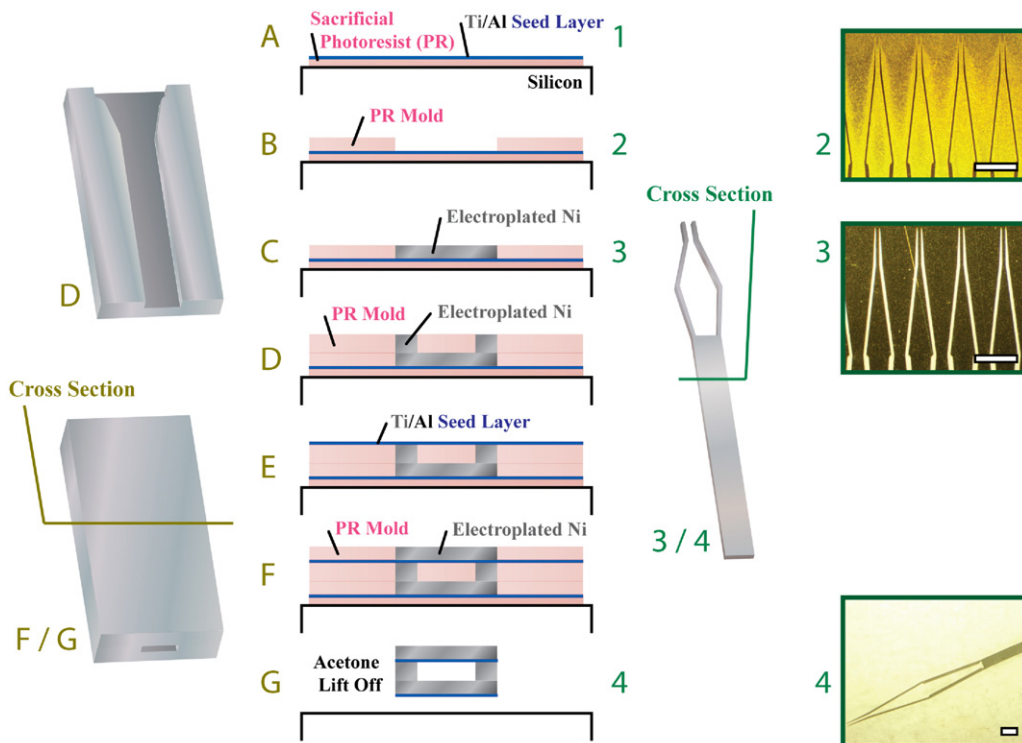 A
Sacrificial
Photoresist (PR)
Ti/Al Seed Layer
1
Silicon
B
PR Mold
2
2
Cross Section
C
Electroplated Ni
3
3
D
D
PR Mold
Electroplated Ni
Cross Section
E
Ti/Al Seed Layer
F
PR Mold
Electroplated Ni
3 / 4
F / G
G
Acetone
Lift Off
4
4